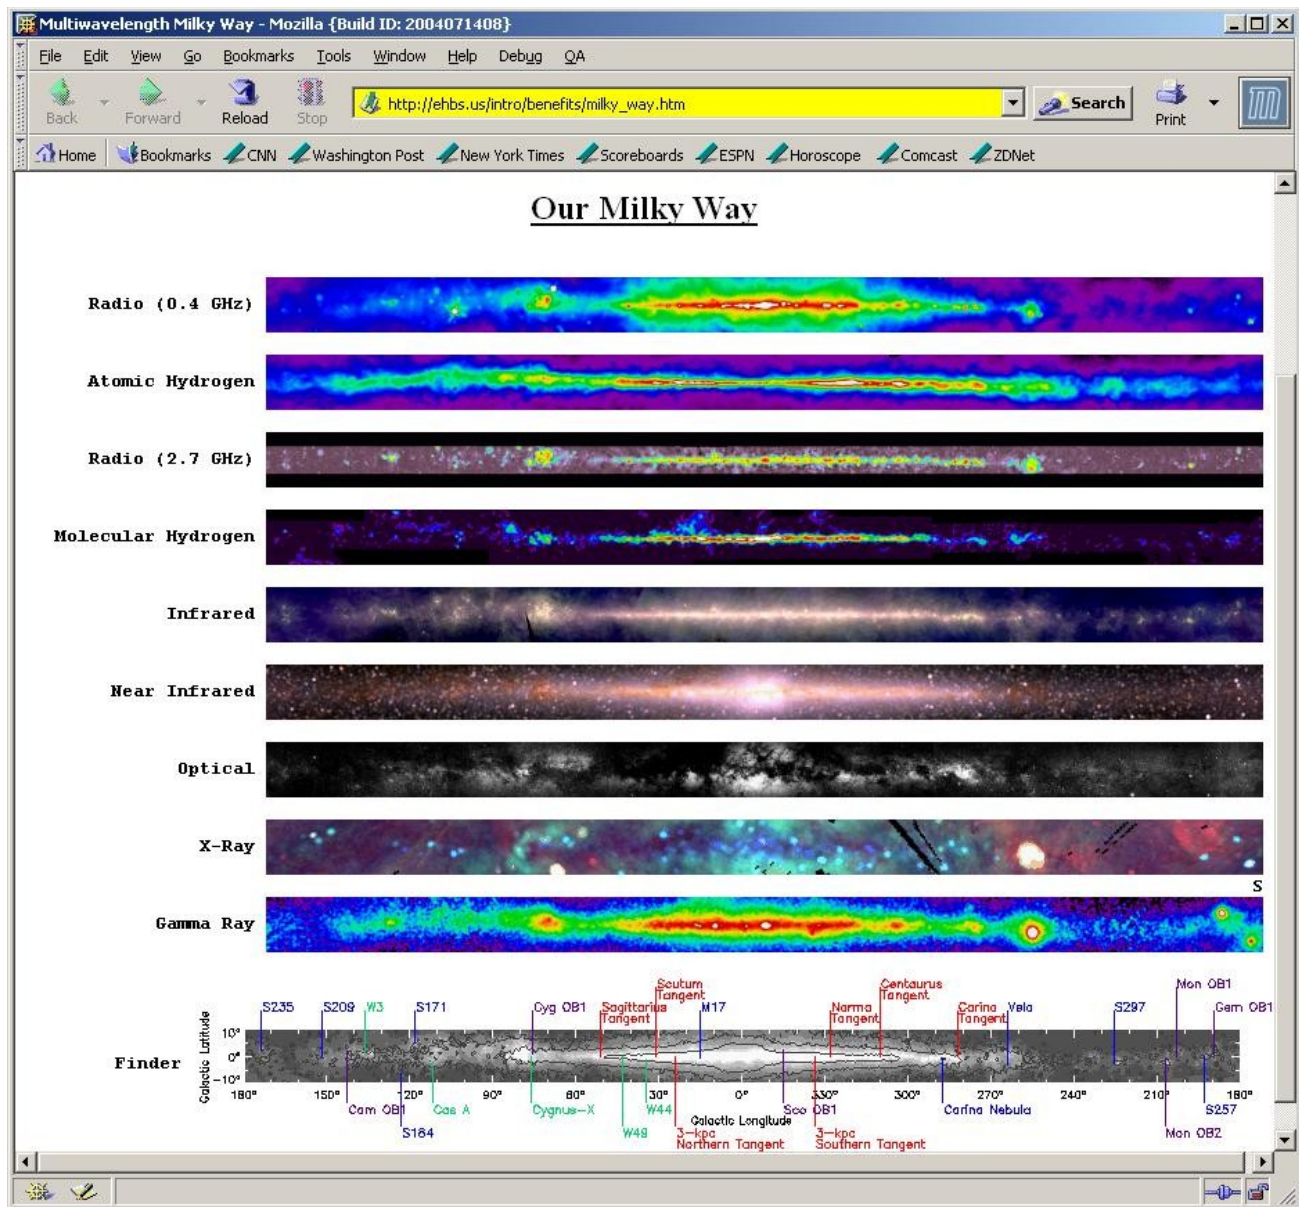 Multiwavelength Milky Way - Mozilla {Build ID: 2004071408}
File Edit View Go Bookmarks Tools Window Help Debug QA
Back Forward Reload Stop http://ehbs.us/intro/benefits/milky_way.htm Search Print
Home Bookmarks CNN Washington Post New York Times Scoreboards ESPN Horoscope Comcast ZDNet
Our Milky Way
Radio (0.4 GHz)
Atomic Hydrogen
Radio (2.7 GHz)
Molecular Hydrogen
Infrared
Near Infrared
Optical
X-Ray
S
Gamma Ray
Scutum Tangent Centaurus Tangent Mon OB1
S235 S209 W3 S171 Cyg OB1 Sagittarius Tangent M17 Norma Tangent Carina Tangent Vela S297 Gem OB1
Finder
Galactic Latitude
10°
0°
-10°
180° 150° 120° 90° 60° 30° 0° 330° 300° 270° 240° 210° 180°
Cam OB1 Cas A Cygnus-X W44 Sco OB1 Carina Nebula S257
Galactic Longitude
S184 W49 3-kpc Northern Tangent 3-kpc Southern Tangent Mon OB2